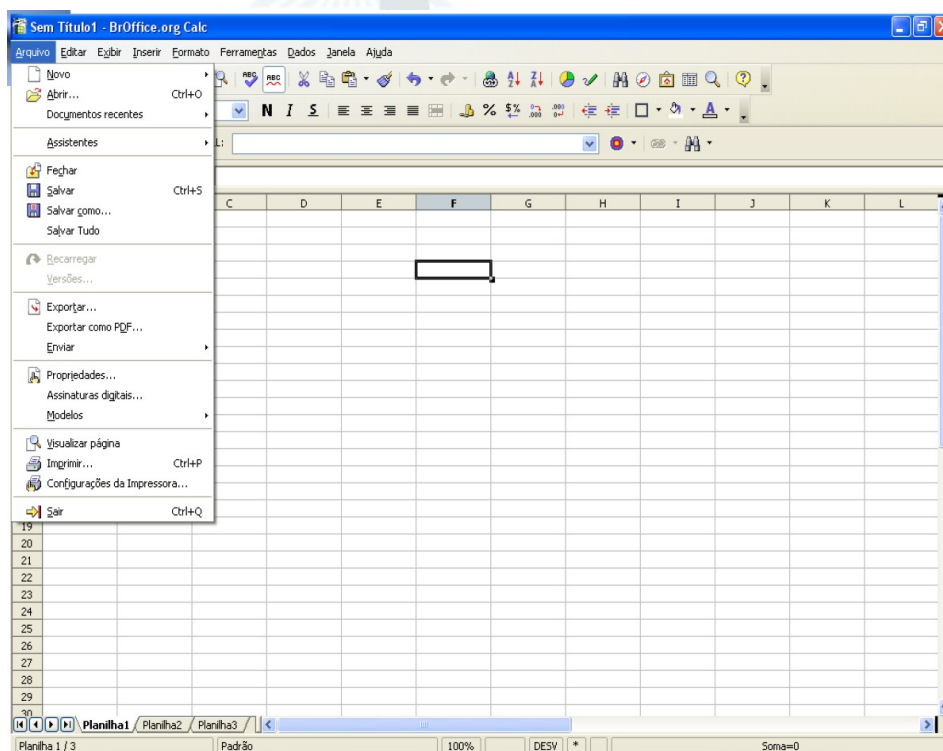 Sem Título1 - BrOffice.org Calc
Arquivo Editar Exibir Inserir Formato Ferramentas Dados Janela Ajuda
Novo
Abrir... Ctrl+O
Documentos recentes
N I S
Assistentes
L:
Fechar
Salvar Ctrl+S
Salvar como...
Salvar Tudo
C D E F G H I J K L
Recarregar
Versões...
Exportar...
Exportar como PDF...
Enviar
Propriedades...
Assinaturas digitais...
Modelos
Visualizar página
Imprimir... Ctrl+P
Configurações da Impressora...
Sair Ctrl+Q
19
20
21
22
23
24
25
26
27
28
29
30
Planilha1 Planilha2 Planilha3
Planilha 1 / 3 Padrão 100% DESV * Soma=0